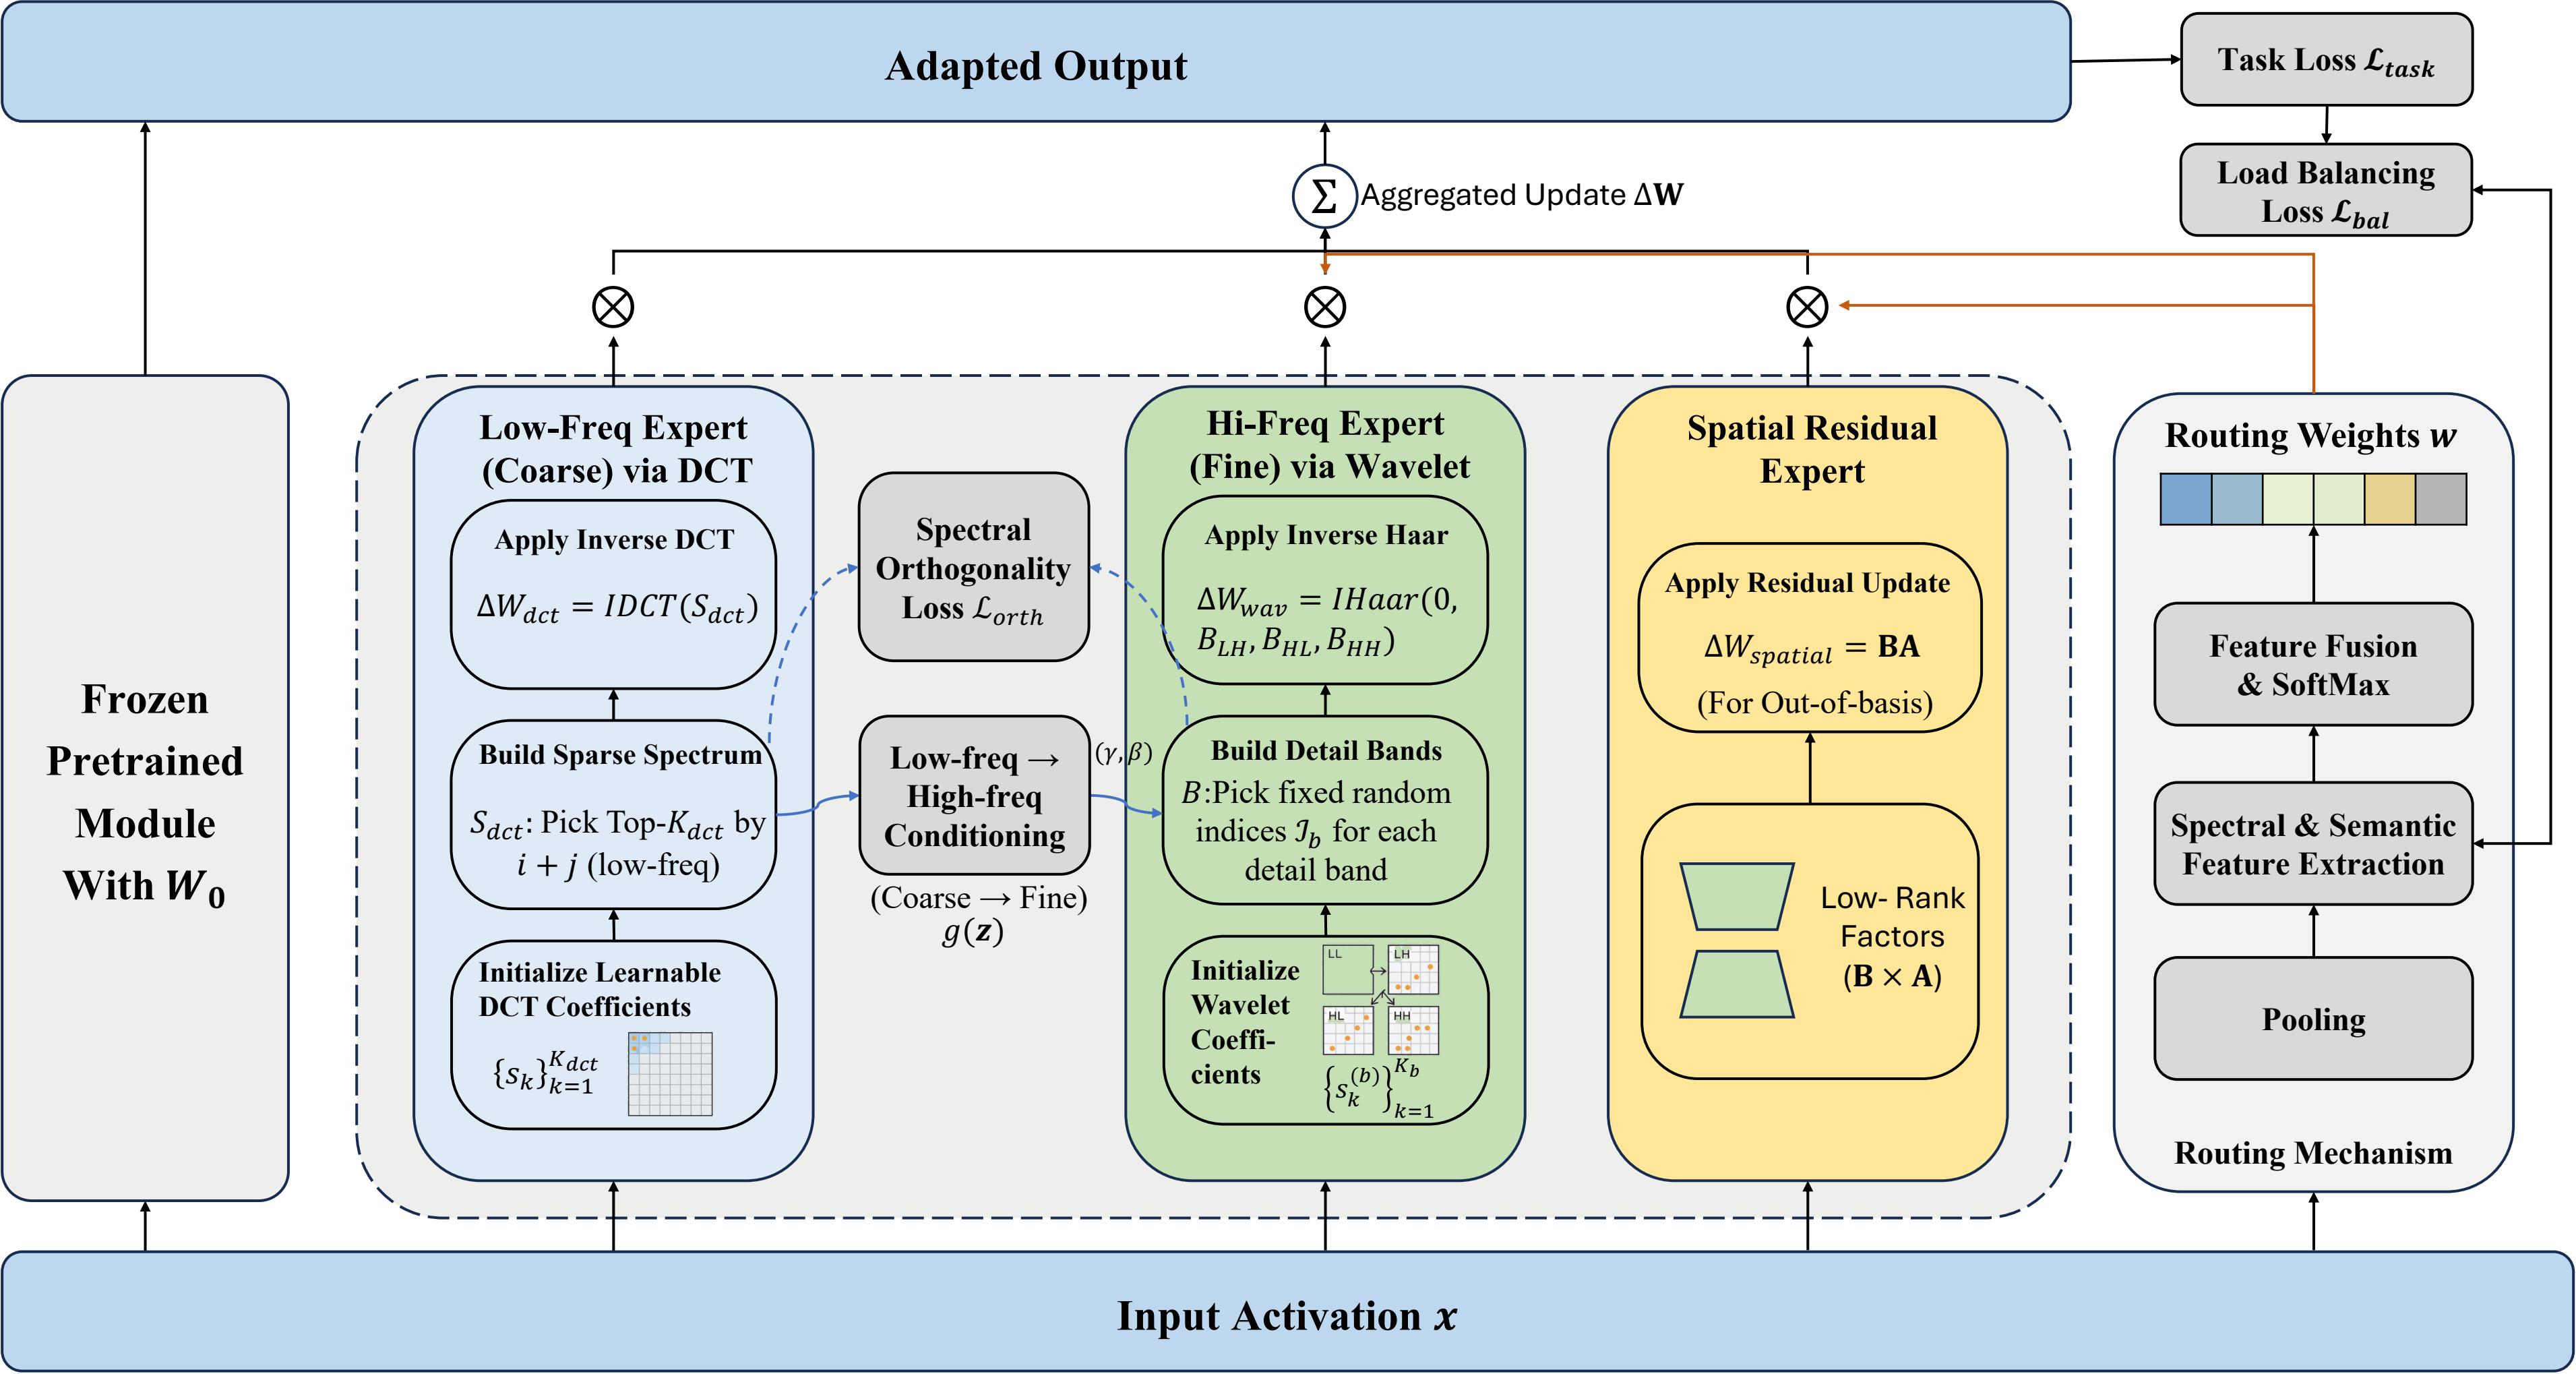 Adapted Output
Task Loss ℒ_task
Load Balancing
Loss ℒ_bal
Σ Aggregated Update Δ𝐖
Frozen
Pretrained
Module
With W₀
Low-Freq Expert
(Coarse) via DCT
Apply Inverse DCT
ΔW_dct = IDCT(S_dct)
Build Sparse Spectrum
S_dct: Pick Top-K_dct by
i + j (low-freq)
Initialize Learnable
DCT Coefficients
{s_k}_{k=1}^{K_dct}
Spectral
Orthogonality
Loss ℒ_orth
Low-freq →
High-freq
Conditioning
(γ, β)
(Coarse → Fine)
g(z)
Hi-Freq Expert
(Fine) via Wavelet
Apply Inverse Haar
ΔW_wav = IHaar(0,
B_LH, B_HL, B_HH)
Build Detail Bands
B:Pick fixed random
indices ℐ_b for each
detail band
Initialize
Wavelet
Coeffi-
cients
LL
LH
HL
HH
{s_k^{(b)}}_{k=1}^{K_b}
Spatial Residual
Expert
Apply Residual Update
ΔW_spatial = BA
(For Out-of-basis)
Low- Rank
Factors
(B × A)
Routing Weights w
Feature Fusion
& SoftMax
Spectral & Semantic
Feature Extraction
Pooling
Routing Mechanism
Input Activation x